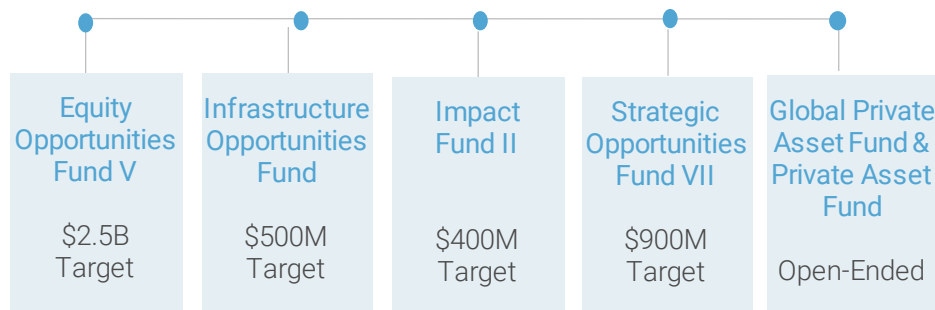 Equity
Opportunities
Fund V
$2.5B
Target
Infrastructure
Opportunities
Fund
$500M
Target
Impact
Fund II
$400M
Target
Strategic
Opportunities
Fund VII
$900M
Target
Global Private
Asset Fund &
Private Asset
Fund
Open-Ended